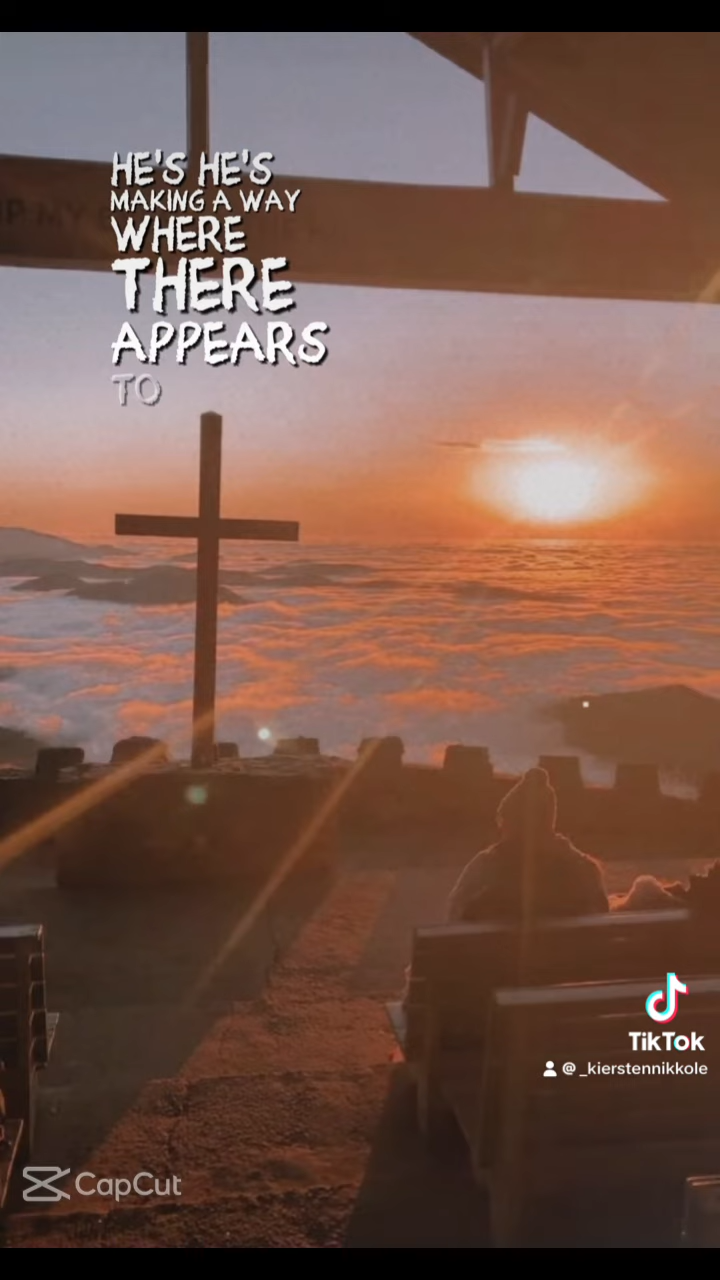 HE'S HE'S
MAKING A WAY
WHERE
THERE
APPEARS
TO
TikTok
@ _kierstennikkole
CapCut